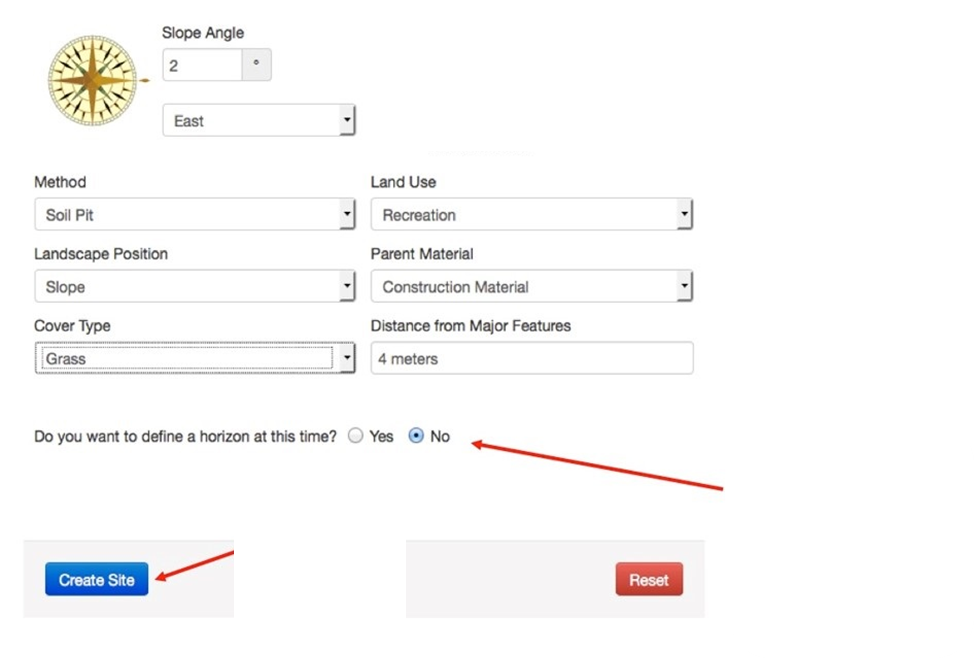 Slope Angle
2 °
East
Method
Land Use
Soil Pit
Recreation
Landscape Position
Parent Material
Slope
Construction Material
Cover Type
Distance from Major Features
Grass
4 meters
Do you want to define a horizon at this time? Yes No
Create Site
Reset